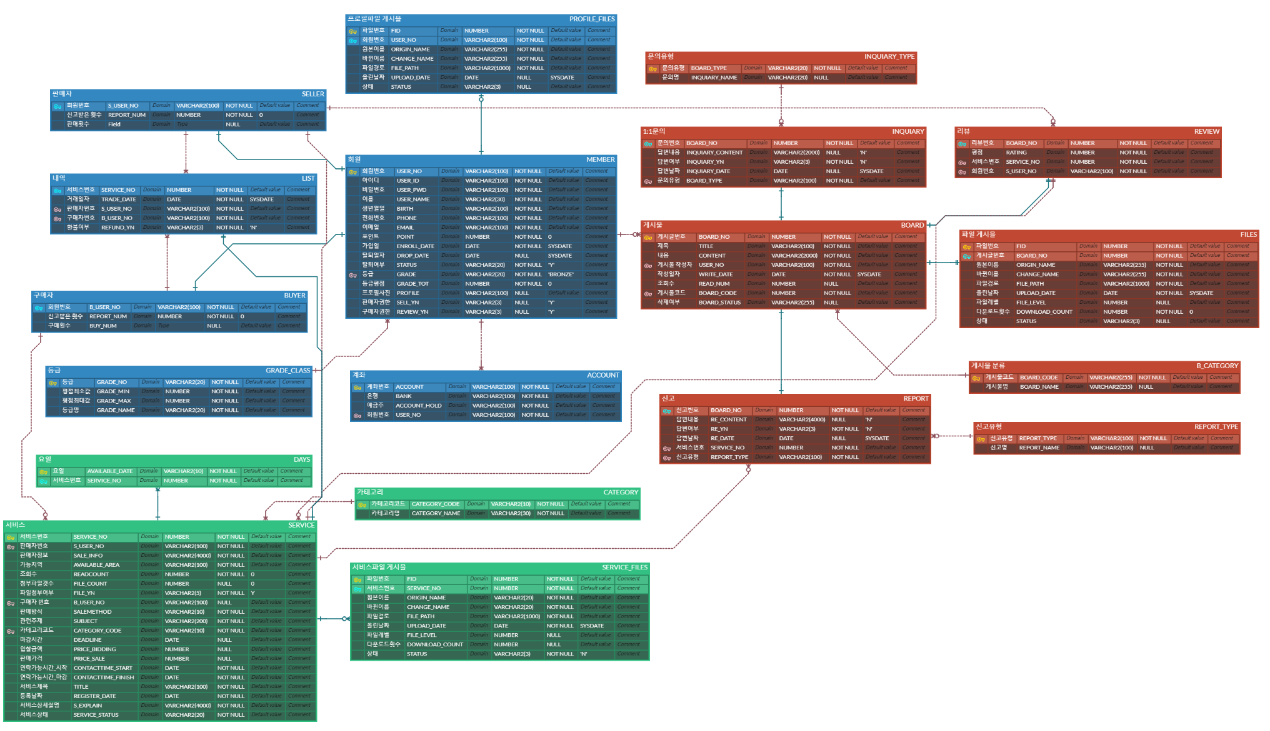 프로필파일 게시물 PROFILE_FILES
파일번호 FID Domain NUMBER NOT NULL Default value Comment
회원번호 USER_NO Domain VARCHAR2(100) NOT NULL Default value Comment
원본이름 ORIGIN_NAME Domain VARCHAR2(255) NOT NULL Default value Comment
바뀐이름 CHANGE_NAME Domain VARCHAR2(255) NOT NULL Default value Comment
파일경로 FILE_PATH Domain VARCHAR2(1000) NOT NULL Default value Comment
올린날짜 UPLOAD_DATE Domain DATE NULL SYSDATE Comment
상태 STATUS Domain VARCHAR2(3) NULL Default value Comment
문의유형 INQUIARY_TYPE
문의유형 BOARD_TYPE Domain VARCHAR2(20) NOT NULL Default value Comment
문의명 INQUIARY_NAME Domain VARCHAR2(20) NULL Default value Comment
판매자 SELLER
회원번호 S_USER_NO Domain VARCHAR2(100) NOT NULL Default value Comment
신고받은 횟수 REPORT_NUM Domain NUMBER NOT NULL 0 Comment
판매횟수 Field Domain Type NULL Default value Comment
1:1문의 INQUIARY
문의번호 BOARD_NO Domain NUMBER NOT NULL Default value Comment
답변내용 INQUIARY_CONTENT Domain VARCHAR2(2000) NULL 'N' Comment
답변여부 INQUIARY_YN Domain VARCHAR2(3) NOT NULL 'N' Comment
답변날짜 INQUIARY_DATE Domain DATE NULL SYSDATE Comment
문의유형 BOARD_TYPE Domain VARCHAR2(100) NOT NULL Default value Comment
리뷰 REVIEW
리뷰번호 BOARD_NO Domain NUMBER NOT NULL Default value Comment
평점 RATING Domain NUMBER NOT NULL Default value Comment
서비스번호 SERVICE_NO Domain NUMBER NOT NULL Default value Comment
회원번호 S_USER_NO Domain VARCHAR2(100) NOT NULL Default value Comment
내역 LIST
서비스번호 SERVICE_NO Domain NUMBER NOT NULL Default value Comment
거래일자 TRADE_DATE Domain DATE NOT NULL SYSDATE Comment
판매자번호 S_USER_NO Domain VARCHAR2(100) NOT NULL Default value Comment
구매자번호 B_USER_NO Domain VARCHAR2(100) NOT NULL Default value Comment
환불여부 REFUND_YN Domain VARCHAR2(3) NOT NULL 'N' Comment
회원 MEMBER
회원번호 USER_NO Domain VARCHAR2(100) NOT NULL Default value Comment
아이디 USER_ID Domain VARCHAR2(100) NOT NULL Default value Comment
비밀번호 USER_PWD Domain VARCHAR2(100) NOT NULL Default value Comment
이름 USER_NAME Domain VARCHAR2(30) NOT NULL Default value Comment
생년월일 BIRTH Domain VARCHAR2(100) NOT NULL Default value Comment
전화번호 PHONE Domain VARCHAR2(100) NOT NULL Default value Comment
이메일 EMAIL Domain VARCHAR2(100) NOT NULL Default value Comment
포인트 POINT Domain NUMBER NOT NULL 0 Comment
가입일 ENROLL_DATE Domain DATE NOT NULL SYSDATE Comment
탈퇴일자 DROP_DATE Domain DATE NULL SYSDATE Comment
탈퇴여부 STATUS Domain VARCHAR2(20) NOT NULL 'Y' Comment
등급 GRADE Domain VARCHAR2(20) NOT NULL 'BRONZE' Comment
등급평점 GRADE_TOT Domain NUMBER NOT NULL 0 Comment
프로필사진 PROFILE Domain VARCHAR2(100) NULL Default value Comment
판매자권한 SELL_YN Domain VARCHAR2(3) NULL 'Y' Comment
구매자권한 REVIEW_YN Domain VARCHAR2(3) NULL 'Y' Comment
게시물 BOARD
게시글번호 BOARD_NO Domain NUMBER NOT NULL Default value Comment
제목 TITLE Domain VARCHAR2(100) NOT NULL Default value Comment
내용 CONTENT Domain VARCHAR2(2000) NOT NULL Default value Comment
게시물 작성자 USER_NO Domain VARCHAR2(100) NOT NULL Default value Comment
작성일자 WRITE_DATE Domain DATE NOT NULL SYSDATE Comment
조회수 READ_NUM Domain NUMBER NULL Default value Comment
게시물코드 BOARD_CODE Domain VARCHAR2(255) NOT NULL Default value Comment
삭제여부 BOARD_STATUS Domain VARCHAR2(255) NULL Default value Comment
파일 게시물 FILES
파일번호 FID Domain NUMBER NOT NULL Default value Comment
게시글번호 BOARD_NO Domain NUMBER NOT NULL Default value Comment
원본이름 ORIGIN_NAME Domain VARCHAR2(255) NOT NULL Default value Comment
바뀐이름 CHANGE_NAME Domain VARCHAR2(255) NOT NULL Default value Comment
파일경로 FILE_PATH Domain VARCHAR2(1000) NOT NULL Default value Comment
올린날짜 UPLOAD_DATE Domain DATE NOT NULL SYSDATE Comment
파일레벨 FILE_LEVEL Domain NUMBER NULL Default value Comment
다운로드횟수 DOWNLOAD_COUNT Domain NUMBER NOT NULL 0 Comment
상태 STATUS Domain VARCHAR2(3) NULL Default value Comment
구매자 BUYER
회원번호 B_USER_NO Domain VARCHAR2(100) NOT NULL Default value Comment
신고받은 횟수 REPORT_NUM Domain NUMBER NOT NULL 0 Comment
구매횟수 BUY_NUM Domain Type NULL Default value Comment
등급 GRADE_CLASS
등급 GRADE_NO Domain VARCHAR2(20) NOT NULL Default value Comment
평점최소값 GRADE_MIN Domain NUMBER NOT NULL Default value Comment
평점최대값 GRADE_MAX Domain NUMBER NOT NULL Default value Comment
등급명 GRADE_NAME Domain VARCHAR2(20) NOT NULL Default value Comment
계좌 ACCOUNT
계좌번호 ACCOUNT Domain VARCHAR2(100) NOT NULL Default value Comment
은행 BANK Domain VARCHAR2(100) NOT NULL Default value Comment
예금주 ACCOUNT_HOLD Domain VARCHAR2(100) NOT NULL Default value Comment
회원번호 USER_NO Domain VARCHAR2(100) NOT NULL Default value Comment
게시물 분류 B_CATEGORY
게시물코드 BOARD_CODE Domain VARCHAR2(255) NOT NULL Default value Comment
게시물명 BOARD_NAME Domain VARCHAR2(255) NULL Default value Comment
신고 REPORT
신고번호 BOARD_NO Domain NUMBER NOT NULL Default value Comment
답변내용 RE_CONTENT Domain VARCHAR2(4000) NULL 'N' Comment
답변여부 RE_YN Domain VARCHAR2(3) NOT NULL 'N' Comment
답변날짜 RE_DATE Domain DATE NULL SYSDATE Comment
서비스번호 SERVICE_NO Domain NUMBER NOT NULL Default value Comment
신고유형 REPORT_TYPE Domain VARCHAR2(100) NOT NULL Default value Comment
신고유형 REPORT_TYPE
신고유형 REPORT_TYPE Domain VARCHAR2(100) NOT NULL Default value Comment
신고명 REPORT_NAME Domain VARCHAR2(100) NULL Default value Comment
요일 DAYS
요일 AVAILABLE_DATE Domain VARCHAR2(10) NOT NULL Default value Comment
서비스번호 SERVICE_NO Domain NUMBER NOT NULL Default value Comment
카테고리 CATEGORY
카테고리코드 CATEGORY_CODE Domain VARCHAR2(10) NOT NULL Default value Comment
카테고리명 CATEGORY_NAME Domain VARCHAR2(30) NOT NULL Default value Comment
서비스 SERVICE
서비스번호 SERVICE_NO Domain NUMBER NOT NULL Default value Comment
판매자번호 S_USER_NO Domain VARCHAR2(100) NOT NULL Default value Comment
판매자정보 SALE_INFO Domain VARCHAR2(4000) NOT NULL Default value Comment
가능지역 AVAILABLE_AREA Domain VARCHAR2(100) NOT NULL Default value Comment
조회수 READCOUNT Domain NUMBER NOT NULL 0 Comment
첨부파일갯수 FILE_COUNT Domain NUMBER NULL 0 Comment
파일첨부여부 FILE_YN Domain VARCHAR2(3) NOT NULL Y Comment
구매자 번호 B_USER_NO Domain VARCHAR2(100) NULL Default value Comment
판매방식 SALEMETHOD Domain VARCHAR2(10) NOT NULL Default value Comment
관련주제 SUBJECT Domain VARCHAR2(200) NOT NULL Default value Comment
카테고리코드 CATEGORY_CODE Domain VARCHAR2(10) NOT NULL Default value Comment
마감시간 DEADLINE Domain DATE NULL Default value Comment
입찰금액 PRICE_BIDDING Domain NUMBER NULL Default value Comment
판매가격 PRICE_SALE Domain NUMBER NULL Default value Comment
연락가능시간_시작 CONTACTTIME_START Domain DATE NOT NULL Default value Comment
연락가능시간_마감 CONTACTTIME_FINISH Domain DATE NOT NULL Default value Comment
서비스제목 TITLE Domain VARCHAR2(100) NOT NULL Default value Comment
등록날짜 REGISTER_DATE Domain DATE NOT NULL Default value Comment
서비스상세설명 S_EXPLAIN Domain VARCHAR2(4000) NOT NULL Default value Comment
서비스상태 SERVICE_STATUS Domain VARCHAR2(20) NOT NULL Default value Comment
서비스파일 게시물 SERVICE_FILES
파일번호 FID Domain NUMBER NOT NULL Default value Comment
서비스번호 SERVICE_NO Domain NUMBER NOT NULL Default value Comment
원본이름 ORIGIN_NAME Domain VARCHAR2(20) NOT NULL Default value Comment
바뀐이름 CHANGE_NAME Domain VARCHAR2(20) NOT NULL Default value Comment
파일경로 FILE_PATH Domain VARCHAR2(1000) NOT NULL Default value Comment
올린날짜 UPLOAD_DATE Domain DATE NOT NULL SYSDATE Comment
파일레벨 FILE_LEVEL Domain NUMBER NULL Default value Comment
다운로드횟수 DOWNLOAD_COUNT Domain NUMBER NOT NULL Default value Comment
상태 STATUS Domain VARCHAR2(3) NOT NULL 'N' Comment